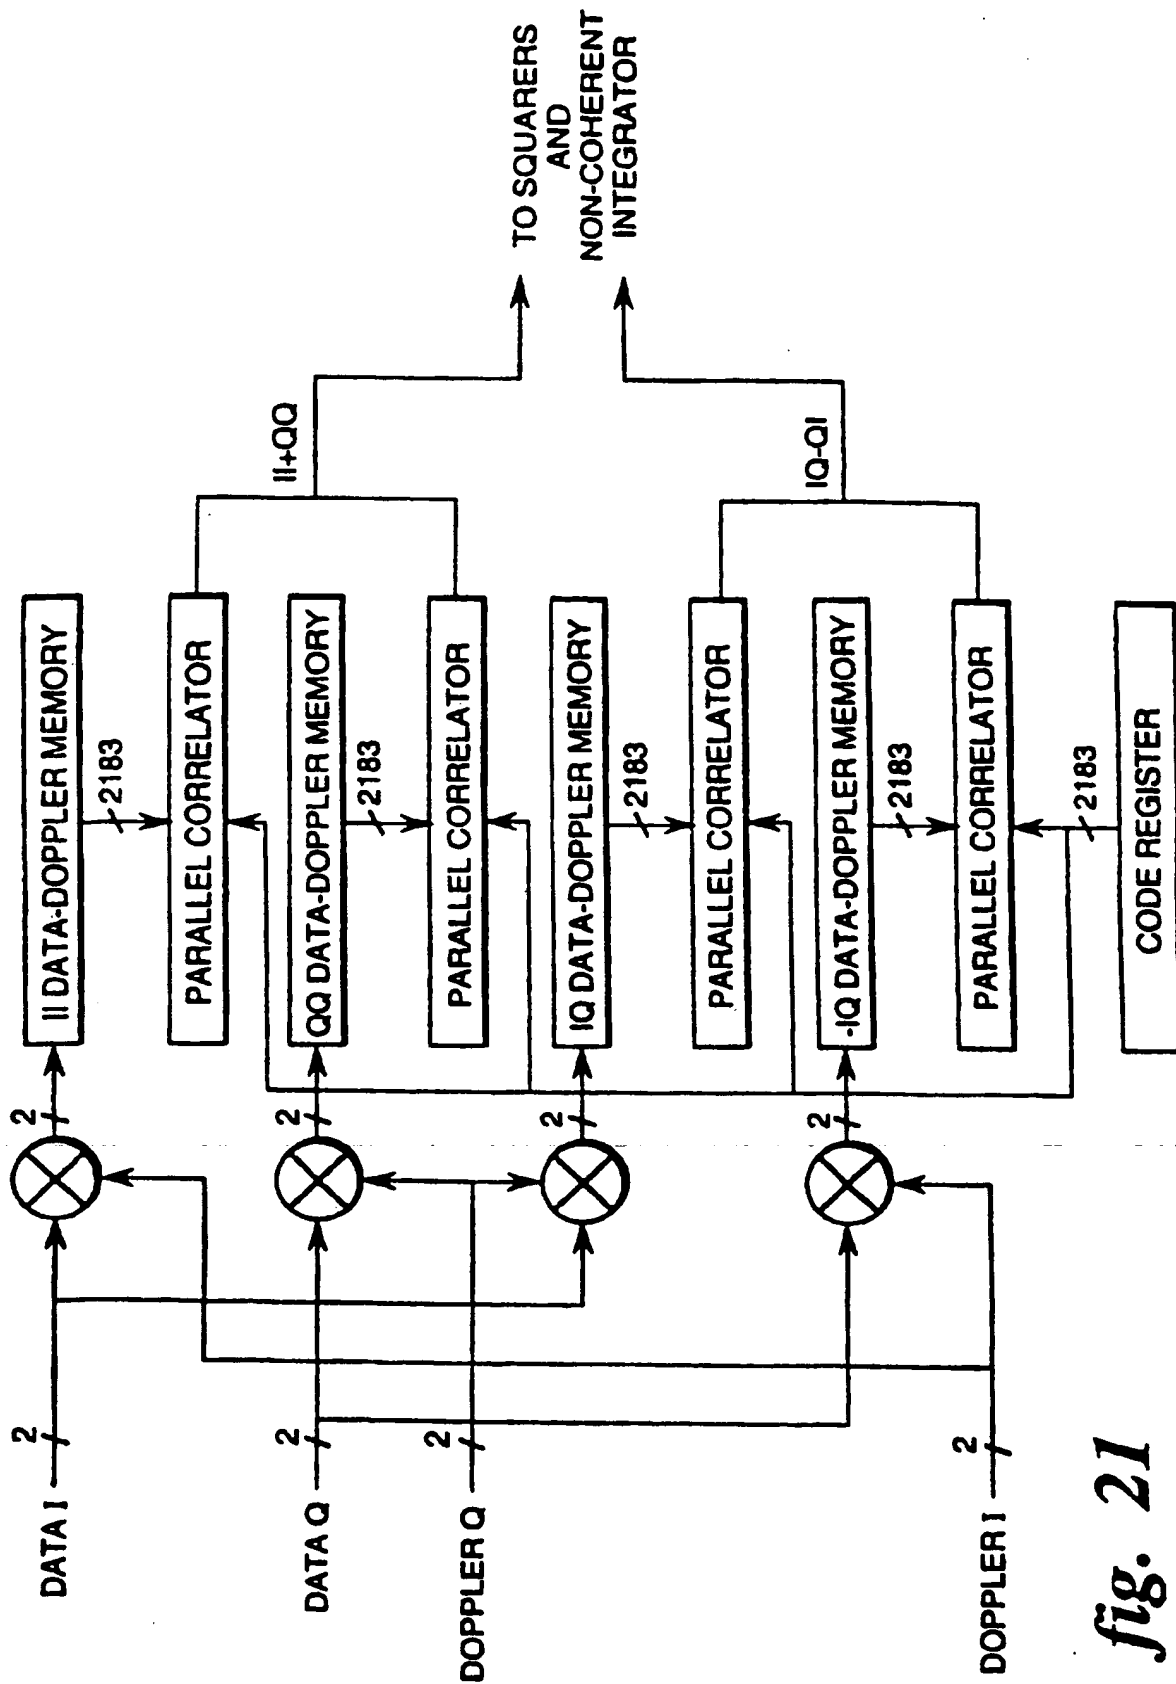 DATA I
2
2
II DATA-DOPPLER MEMORY
2183
PARALLEL CORRELATOR
II+QQ
DATA Q
2
2
QQ DATA-DOPPLER MEMORY
2183
PARALLEL CORRELATOR
DOPPLER Q
2
TO SQUARERS
AND
NON-COHERENT
INTEGRATOR
2
IQ DATA-DOPPLER MEMORY
2183
PARALLEL CORRELATOR
IQ-QI
2
-IQ DATA-DOPPLER MEMORY
2183
PARALLEL CORRELATOR
DOPPLER I
2
2183
CODE REGISTER
fig. 21